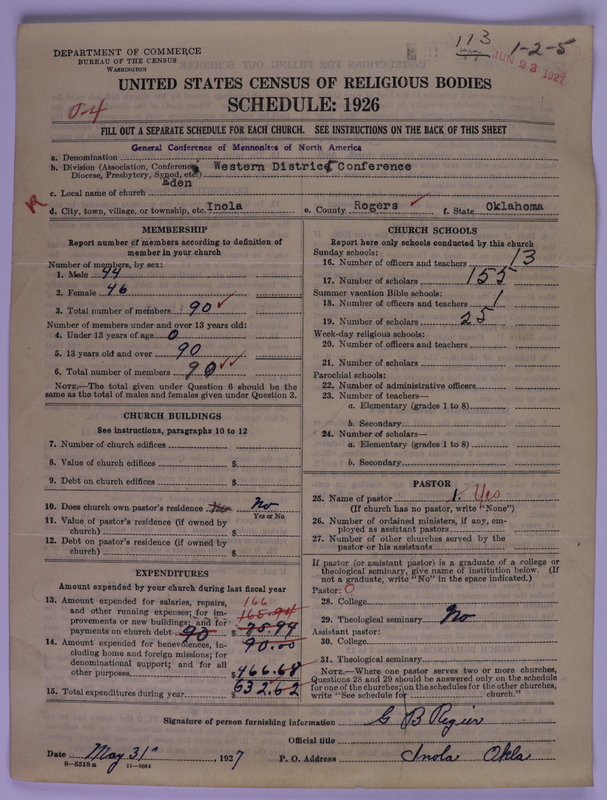 DEPARTMENT OF COMMERCE
BUREAU OF THE CENSUS
WASHINGTON
113
1-2-5
JUN 23 1927
UNITED STATES CENSUS OF RELIGIOUS BODIES
SCHEDULE: 1926
FILL OUT A SEPARATE SCHEDULE FOR EACH CHURCH. SEE INSTRUCTIONS ON THE BACK OF THIS SHEET
General Conference of Mennonites of North America
a. Denomination
b. Division (Association, Conference, Western District Conference
Diocese, Presbytery, Synod, etc.)
c. Local name of church Eden
d. City, town, village, or township, etc. Inola e. County Rogers f. State Oklahoma
MEMBERSHIP
Report number of members according to definition of
member in your church
Number of members, by sex:
1. Male 44
2. Female 46
3. Total number of members 90
Number of members under and over 13 years old:
4. Under 13 years of age 0
5. 13 years old and over 90
6. Total number of members 90
NOTE.—The total given under Question 6 should be the
same as the total of males and females given under Question 3.
CHURCH BUILDINGS
See instructions, paragraphs 10 to 12
7. Number of church edifices
8. Value of church edifices $
9. Debt on church edifices $
10. Does church own pastor's residence No
Yes or No
11. Value of pastor's residence (if owned by
church) $
12. Debt on pastor's residence (if owned by
church) $
EXPENDITURES
Amount expended by your church during last fiscal year
13. Amount expended for salaries, repairs, 166
and other running expenses; for im- 165.94
provements or new buildings; and for
payments on church debt 90 $ 75.94
14. Amount expended for benevolences, in- 90.00
cluding home and foreign missions; for
denominational support; and for all
other purposes $ 466.68
15. Total expenditures during year $ 632.62
CHURCH SCHOOLS
Report here only schools conducted by this church
Sunday schools:
16. Number of officers and teachers 13
17. Number of scholars 155
Summer vacation Bible schools:
18. Number of officers and teachers 1
19. Number of scholars 25
Week-day religious schools:
20. Number of officers and teachers
21. Number of scholars
Parochial schools:
22. Number of administrative officers
23. Number of teachers—
a. Elementary (grades 1 to 8)
b. Secondary
24. Number of scholars—
a. Elementary (grades 1 to 8)
b. Secondary
PASTOR
25. Name of pastor 1. Yes
(If church has no pastor, write "None")
26. Number of ordained ministers, if any, em-
ployed as assistant pastors
27. Number of other churches served by the
pastor or his assistants
If pastor (or assistant pastor) is a graduate of a college or
theological seminary, give name of institution below. (If
not a graduate, write "No" in the space indicated.)
Pastor: 0
28. College
29. Theological seminary No
Assistant pastor:
30. College
31. Theological seminary
NOTE.—Where one pastor serves two or more churches,
Questions 28 and 29 should be answered only on the schedule
for one of the churches; on the schedules for the other churches,
write "See schedule for church."
Signature of person furnishing information G B Regier
Official title
Date May 31", 1927 P. O. Address Inola Okla
8-5318a 11-9084